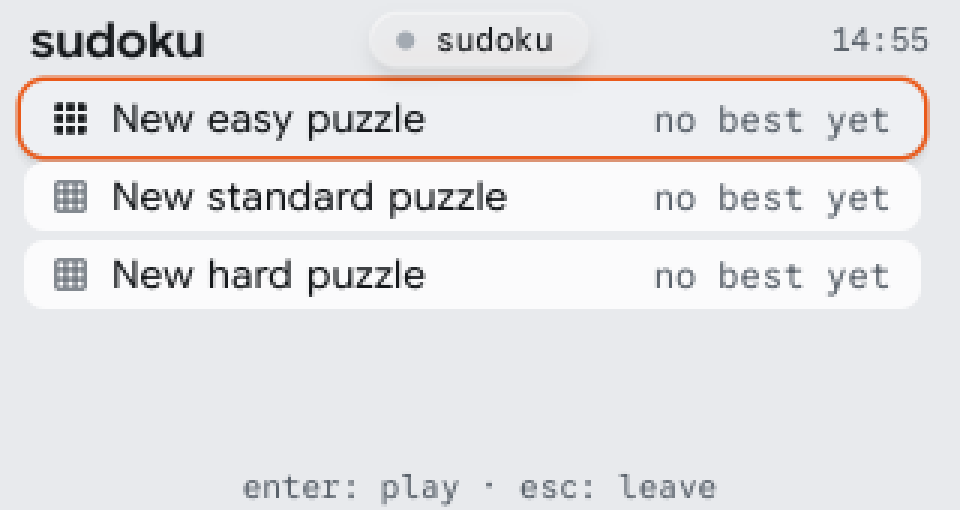 sudoku
sudoku
14:55
New easy puzzle no best yet
New standard puzzle no best yet
New hard puzzle no best yet
enter: play · esc: leave